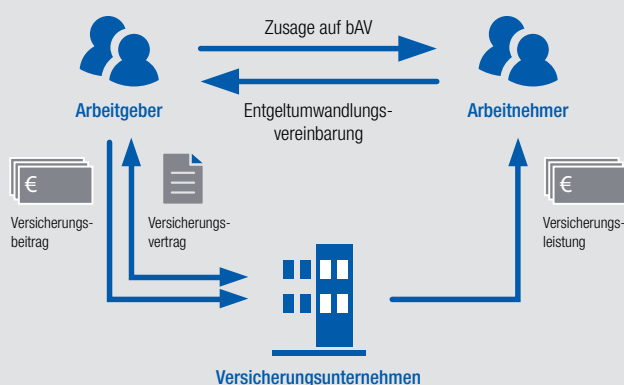 Zusage auf bAV
Arbeitgeber
Entgeltumwandlungs-
vereinbarung
Arbeitnehmer
€
Versicherungs-
beitrag
Versicherungs-
vertrag
€
Versicherungs-
leistung
Versicherungsunternehmen